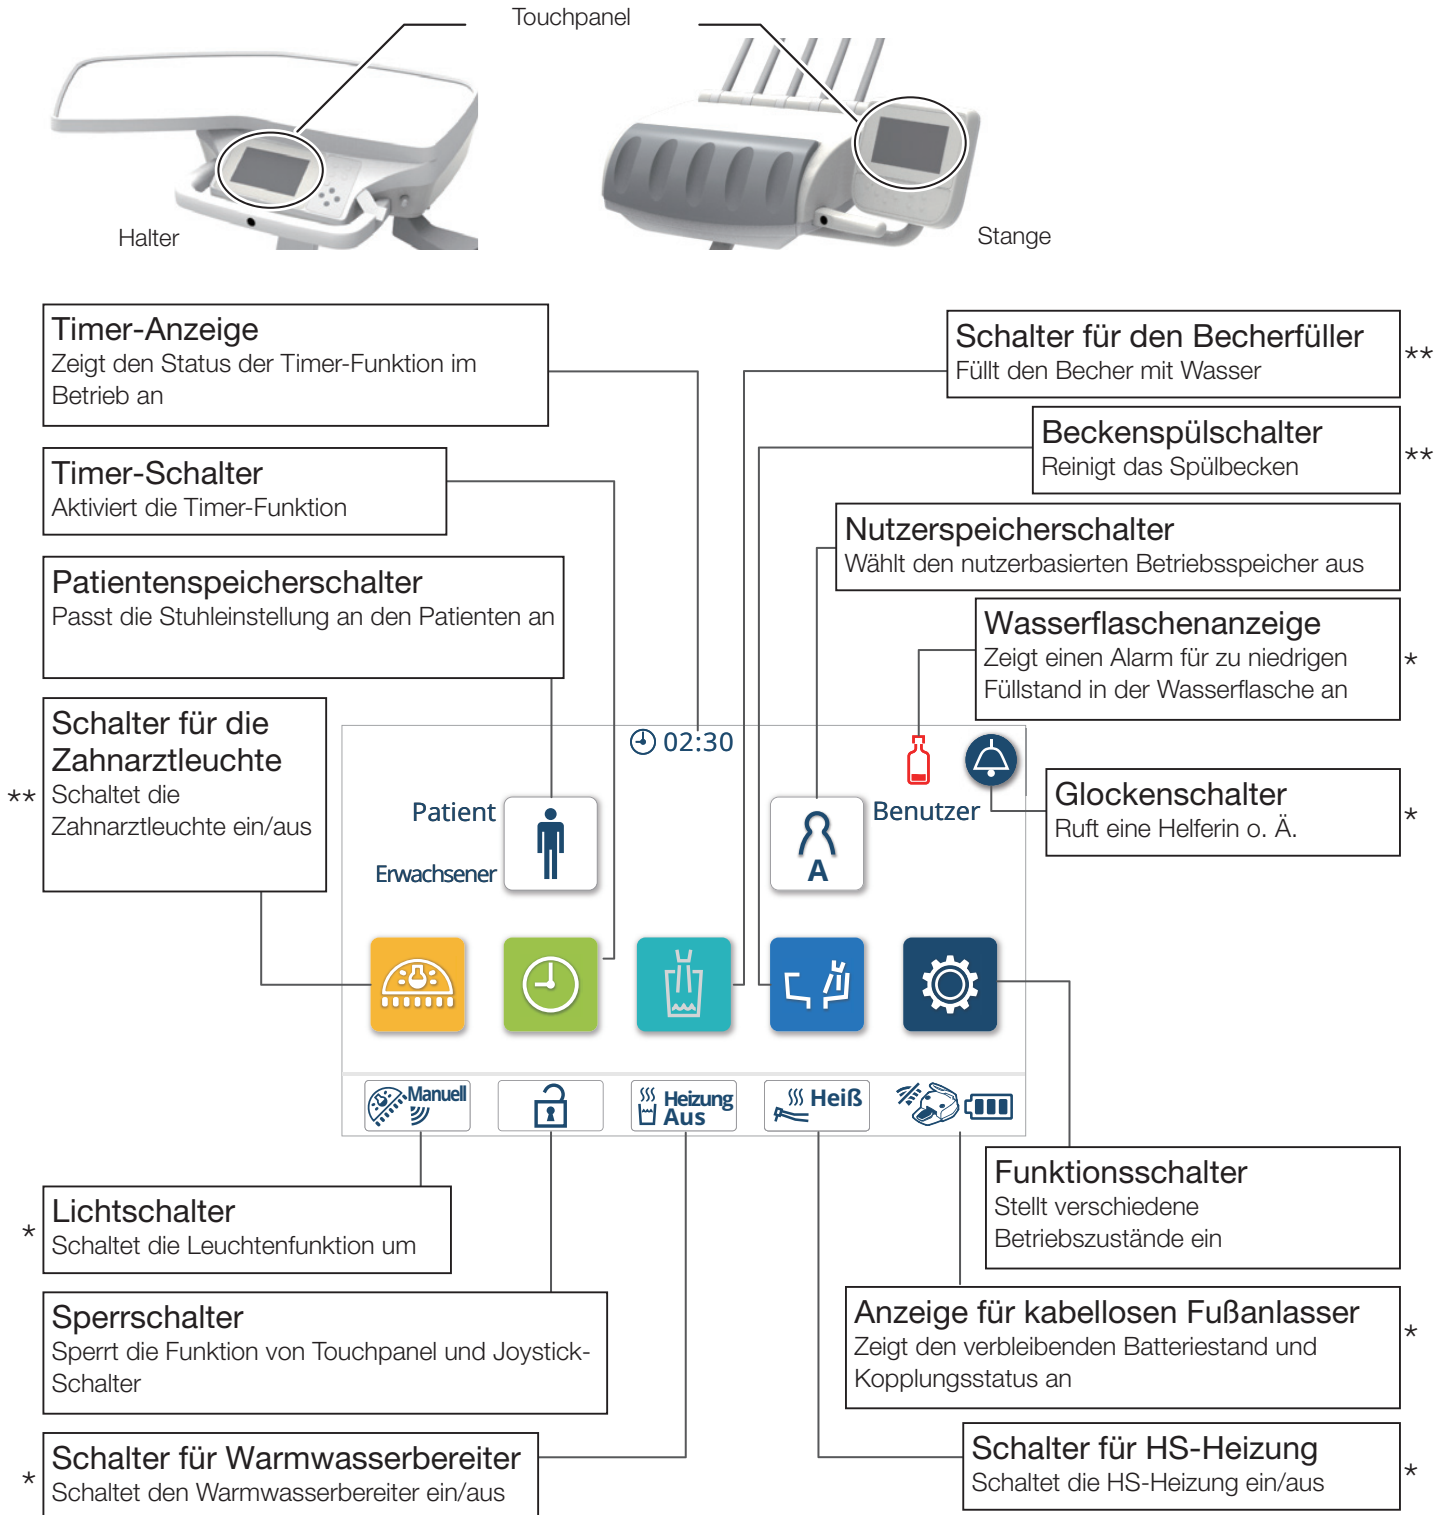 Touchpanel
Halter
Stange
Timer-Anzeige
Zeigt den Status der Timer-Funktion im
Betrieb an
Timer-Schalter
Aktiviert die Timer-Funktion
Patientenspeicherschalter
Passt die Stuhleinstellung an den Patienten an
**
Schalter für die
Zahnarztleuchte
Schaltet die
Zahnarztleuchte ein/aus
Schalter für den Becherfüller
Füllt den Becher mit Wasser
**
Beckenspülschalter
Reinigt das Spülbecken
**
Nutzerspeicherschalter
Wählt den nutzerbasierten Betriebsspeicher aus
Wasserflaschenanzeige
Zeigt einen Alarm für zu niedrigen
Füllstand in der Wasserflasche an
*
Glockenschalter
Ruft eine Helferin o. Ä.
*
02:30
Patient
Erwachsener
A
Benutzer
Manuell
Heizung
Aus
Heiß
*
Lichtschalter
Schaltet die Leuchtenfunktion um
Sperrschalter
Sperrt die Funktion von Touchpanel und Joystick-
Schalter
*
Schalter für Warmwasserbereiter
Schaltet den Warmwasserbereiter ein/aus
Funktionsschalter
Stellt verschiedene
Betriebszustände ein
Anzeige für kabellosen Fußanlasser
Zeigt den verbleibenden Batteriestand und
Kopplungsstatus an
*
Schalter für HS-Heizung
Schaltet die HS-Heizung ein/aus
*